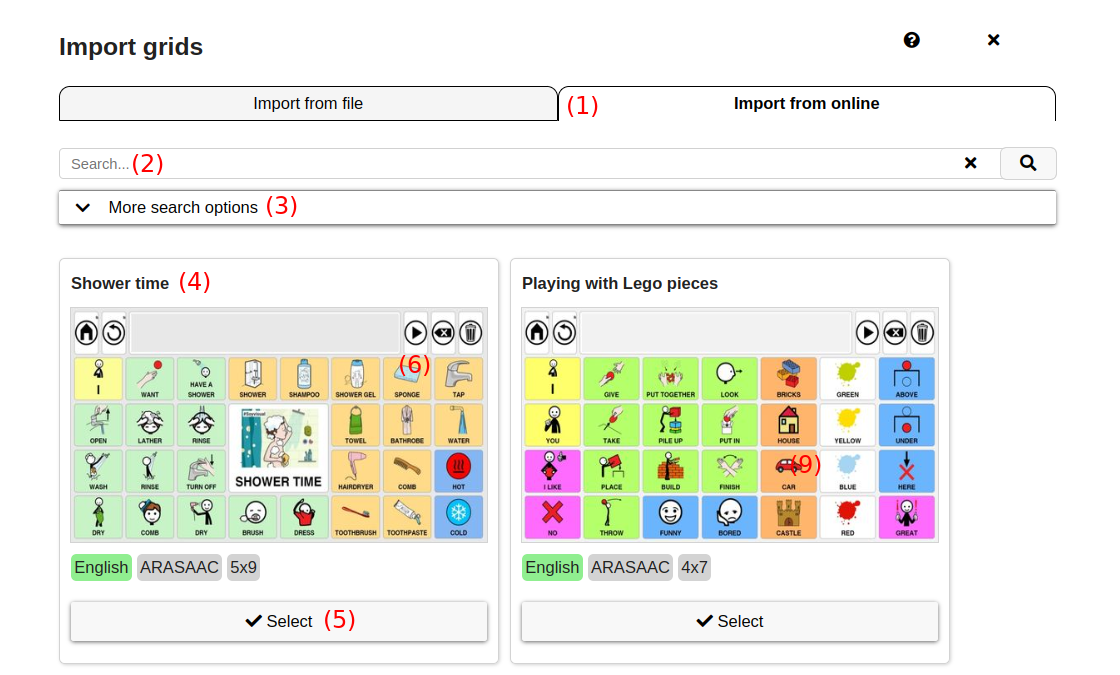 Import grids
Import from file (1) Import from online
Search... (2)
More search options (3)
Shower time (4)
I WANT HAVE A SHOWER SHOWER SHAMPOO SHOWER GEL (6) SPONGE TAP
OPEN LATHER RINSE TOWEL BATHROBE WATER
WASH RINSE TURN OFF SHOWER TIME HAIRDRYER COMB HOT
DRY COMB DRY BRUSH DRESS TOOTHBRUSH TOOTHPASTE COLD
English ARASAAC 5x9
Select (5)
Playing with Lego pieces
I GIVE PUT TOGETHER LOOK BRICKS GREEN ABOVE
YOU TAKE PILE UP PUT IN HOUSE YELLOW UNDER
I LIKE PLACE BUILD FINISH CAR (9) BLUE HERE
NO THROW FUNNY BORED CASTLE RED GREAT
English ARASAAC 4x7
Select